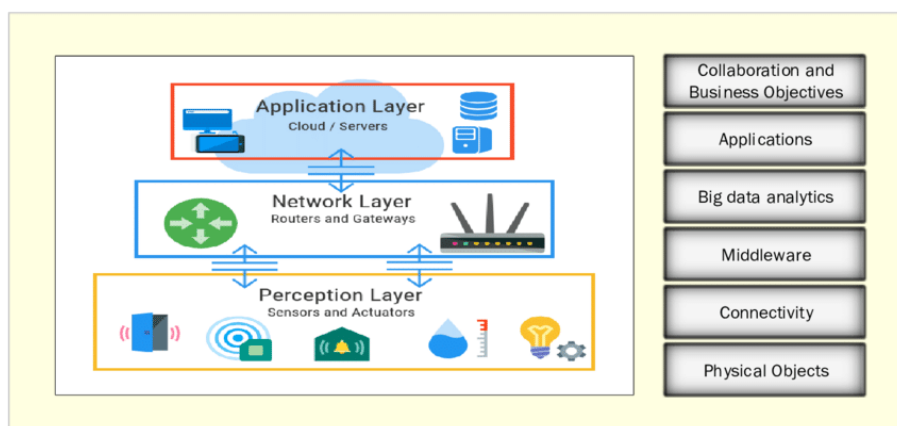 Application Layer
Cloud / Servers
Network Layer
Routers and Gateways
Perception Layer
Sensors and Actuators
Collaboration and
Business Objectives
Applications
Big data analytics
Middleware
Connectivity
Physical Objects